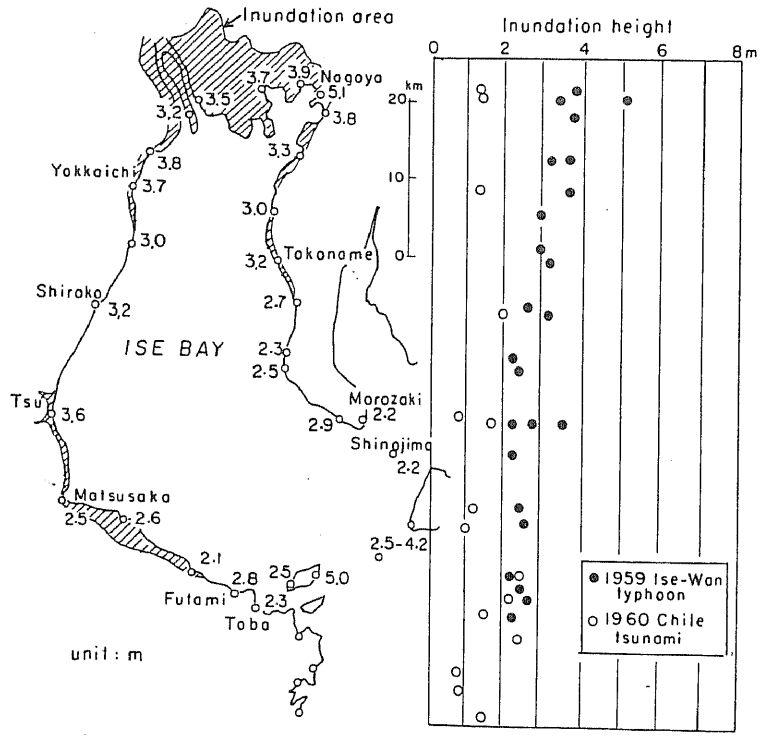 Inundation area
Inundation height
0 2 4 6 8 m
km
20
10
0
3.7
3.9
Nagoya
5.1
3.8
3.5
3.2
3.3
3.8
Yokkaichi
3.7
3.0
3.0
3.2
Tokoname
Shiroko
3.2
2.7
ISE BAY
2.3
2.5
Morozaki
Tsu
3.6
2.9
2.2
Shinojima
2.2
Matsusaka
2.5
2.6
2.5-4.2
2.1
2.8
25
5.0
Futami
2.3
Toba
unit: m
1959 Ise-Wan
typhoon
1960 Chile
tsunami